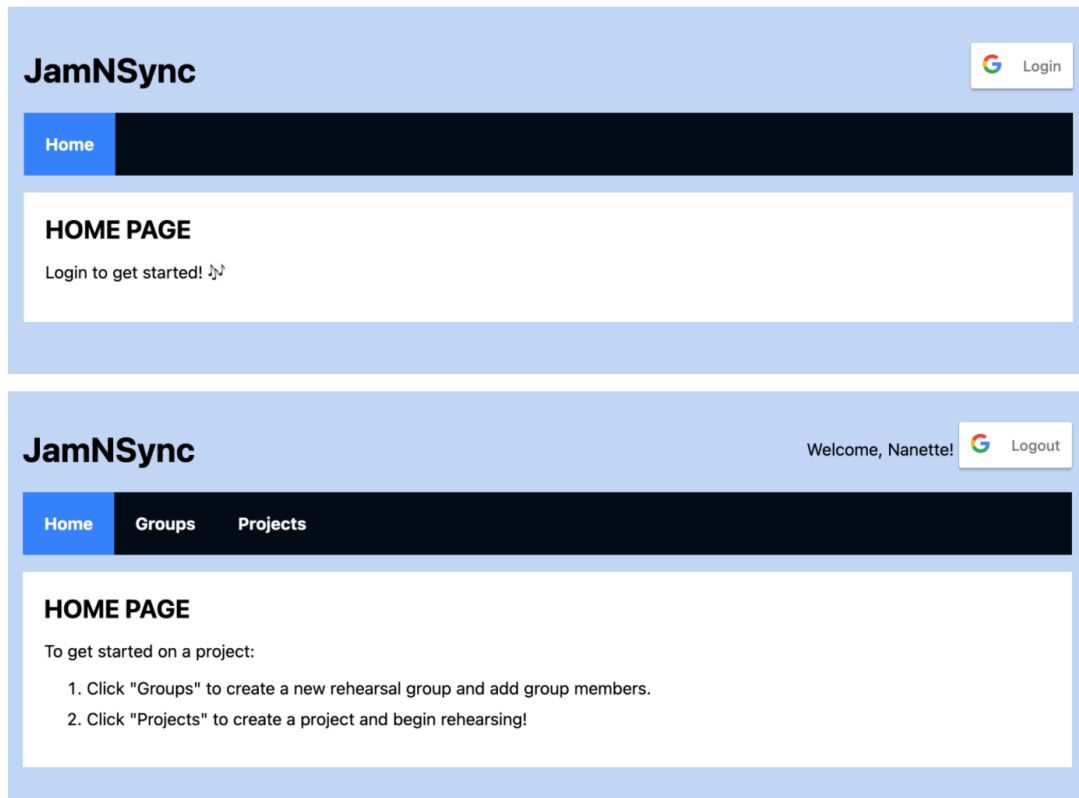 JamNSync
Login
Home
HOME PAGE
Login to get started! 🎶
JamNSync
Welcome, Nanette!
Logout
Home Groups Projects
HOME PAGE
To get started on a project:
1. Click "Groups" to create a new rehearsal group and add group members.
2. Click "Projects" to create a project and begin rehearsing!